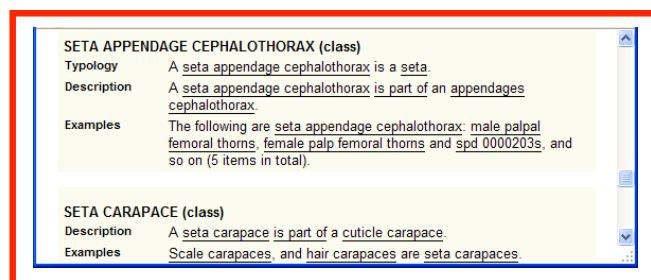 SETA APPENDAGE CEPHALOTHORAX (class)
Typology A seta appendage cephalothorax is a seta.
Description A seta appendage cephalothorax is part of an appendages
cephalothorax.
Examples The following are seta appendage cephalothorax: male palpal
femoral thorns, female palp femoral thorns and spd 0000203s, and
so on (5 items in total).
SETA CARAPACE (class)
Description A seta carapace is part of a cuticle carapace.
Examples Scale carapaces, and hair carapaces are seta carapaces.